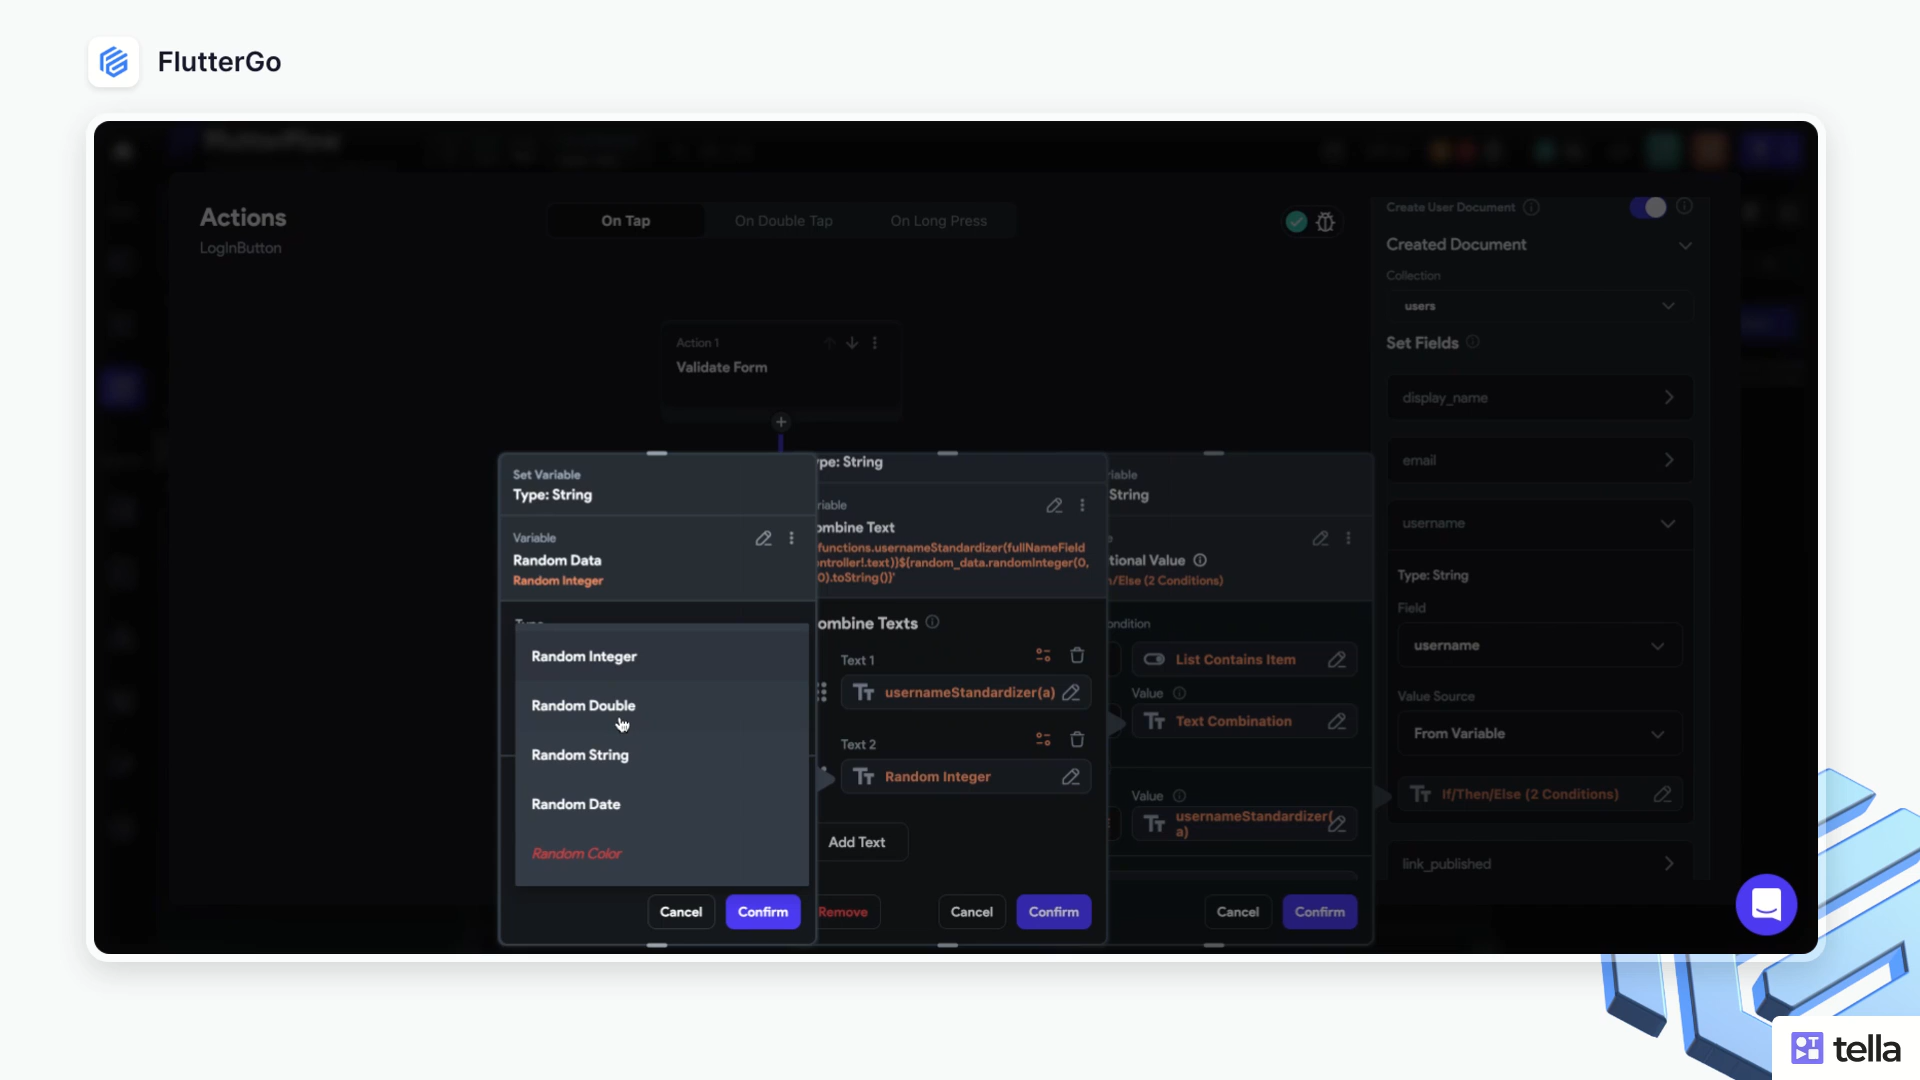 FlutterGo
FlutterFlow
Actions
LogInButton
On Tap
On Double Tap
On Long Press
Create User Document
Created Document
Collection
users
Set Fields
display_name
email
username
Type: String
Field
username
Value Source
From Variable
If/Then/Else (2 Conditions)
link_published
Action 1
Validate Form
Set Variable
Type: String
Variable
Random Data
Random Integer
Random Integer
Random Double
Random String
Random Date
Random Color
Cancel
Confirm
ype: String
riable
ombine Text
functions.usernameStandardizer(fullNameField
ntroller!.text)}${random_data.randomInteger(0,
0).toString()}'
ombine Texts
Text 1
usernameStandardizer(a)
Text 2
Random Integer
Add Text
Remove
Cancel
Confirm
riable
String
tional Value
n/Else (2 Conditions)
ondition
List Contains Item
Value
Text Combination
Value
usernameStandardizer(
a)
Cancel
Confirm
tella